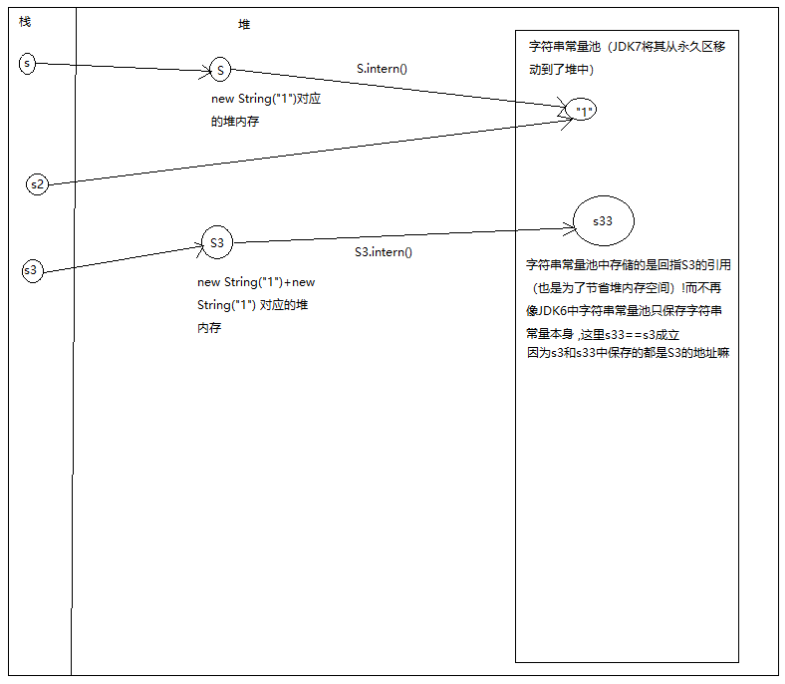 栈
堆
字符串常量池（JDK7将其从永久区移
动到了堆中）
s
S
S.intern()
"1"
new String("1")对应
的堆内存
s2
s33
s3
S3
S3.intern()
new String("1")+new
String("1") 对应的堆
内存
字符串常量池中存储的是回指S3的引用
（也是为了节省堆内存空间）!而不再
像JDK6中字符串常量池只保存字符串
常量本身 ,这里s33==s3成立
因为s3和s33中保存的都是S3的地址嘛